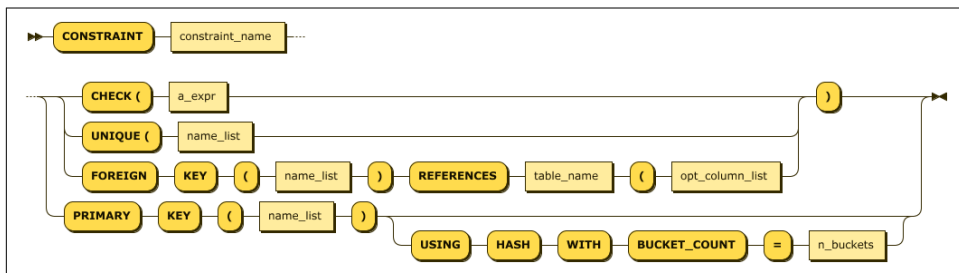 CONSTRAINT constraint_name
CHECK ( a_expr )
UNIQUE ( name_list
FOREIGN KEY ( name_list ) REFERENCES table_name ( opt_column_list
PRIMARY KEY ( name_list )
USING HASH WITH BUCKET_COUNT = n_buckets